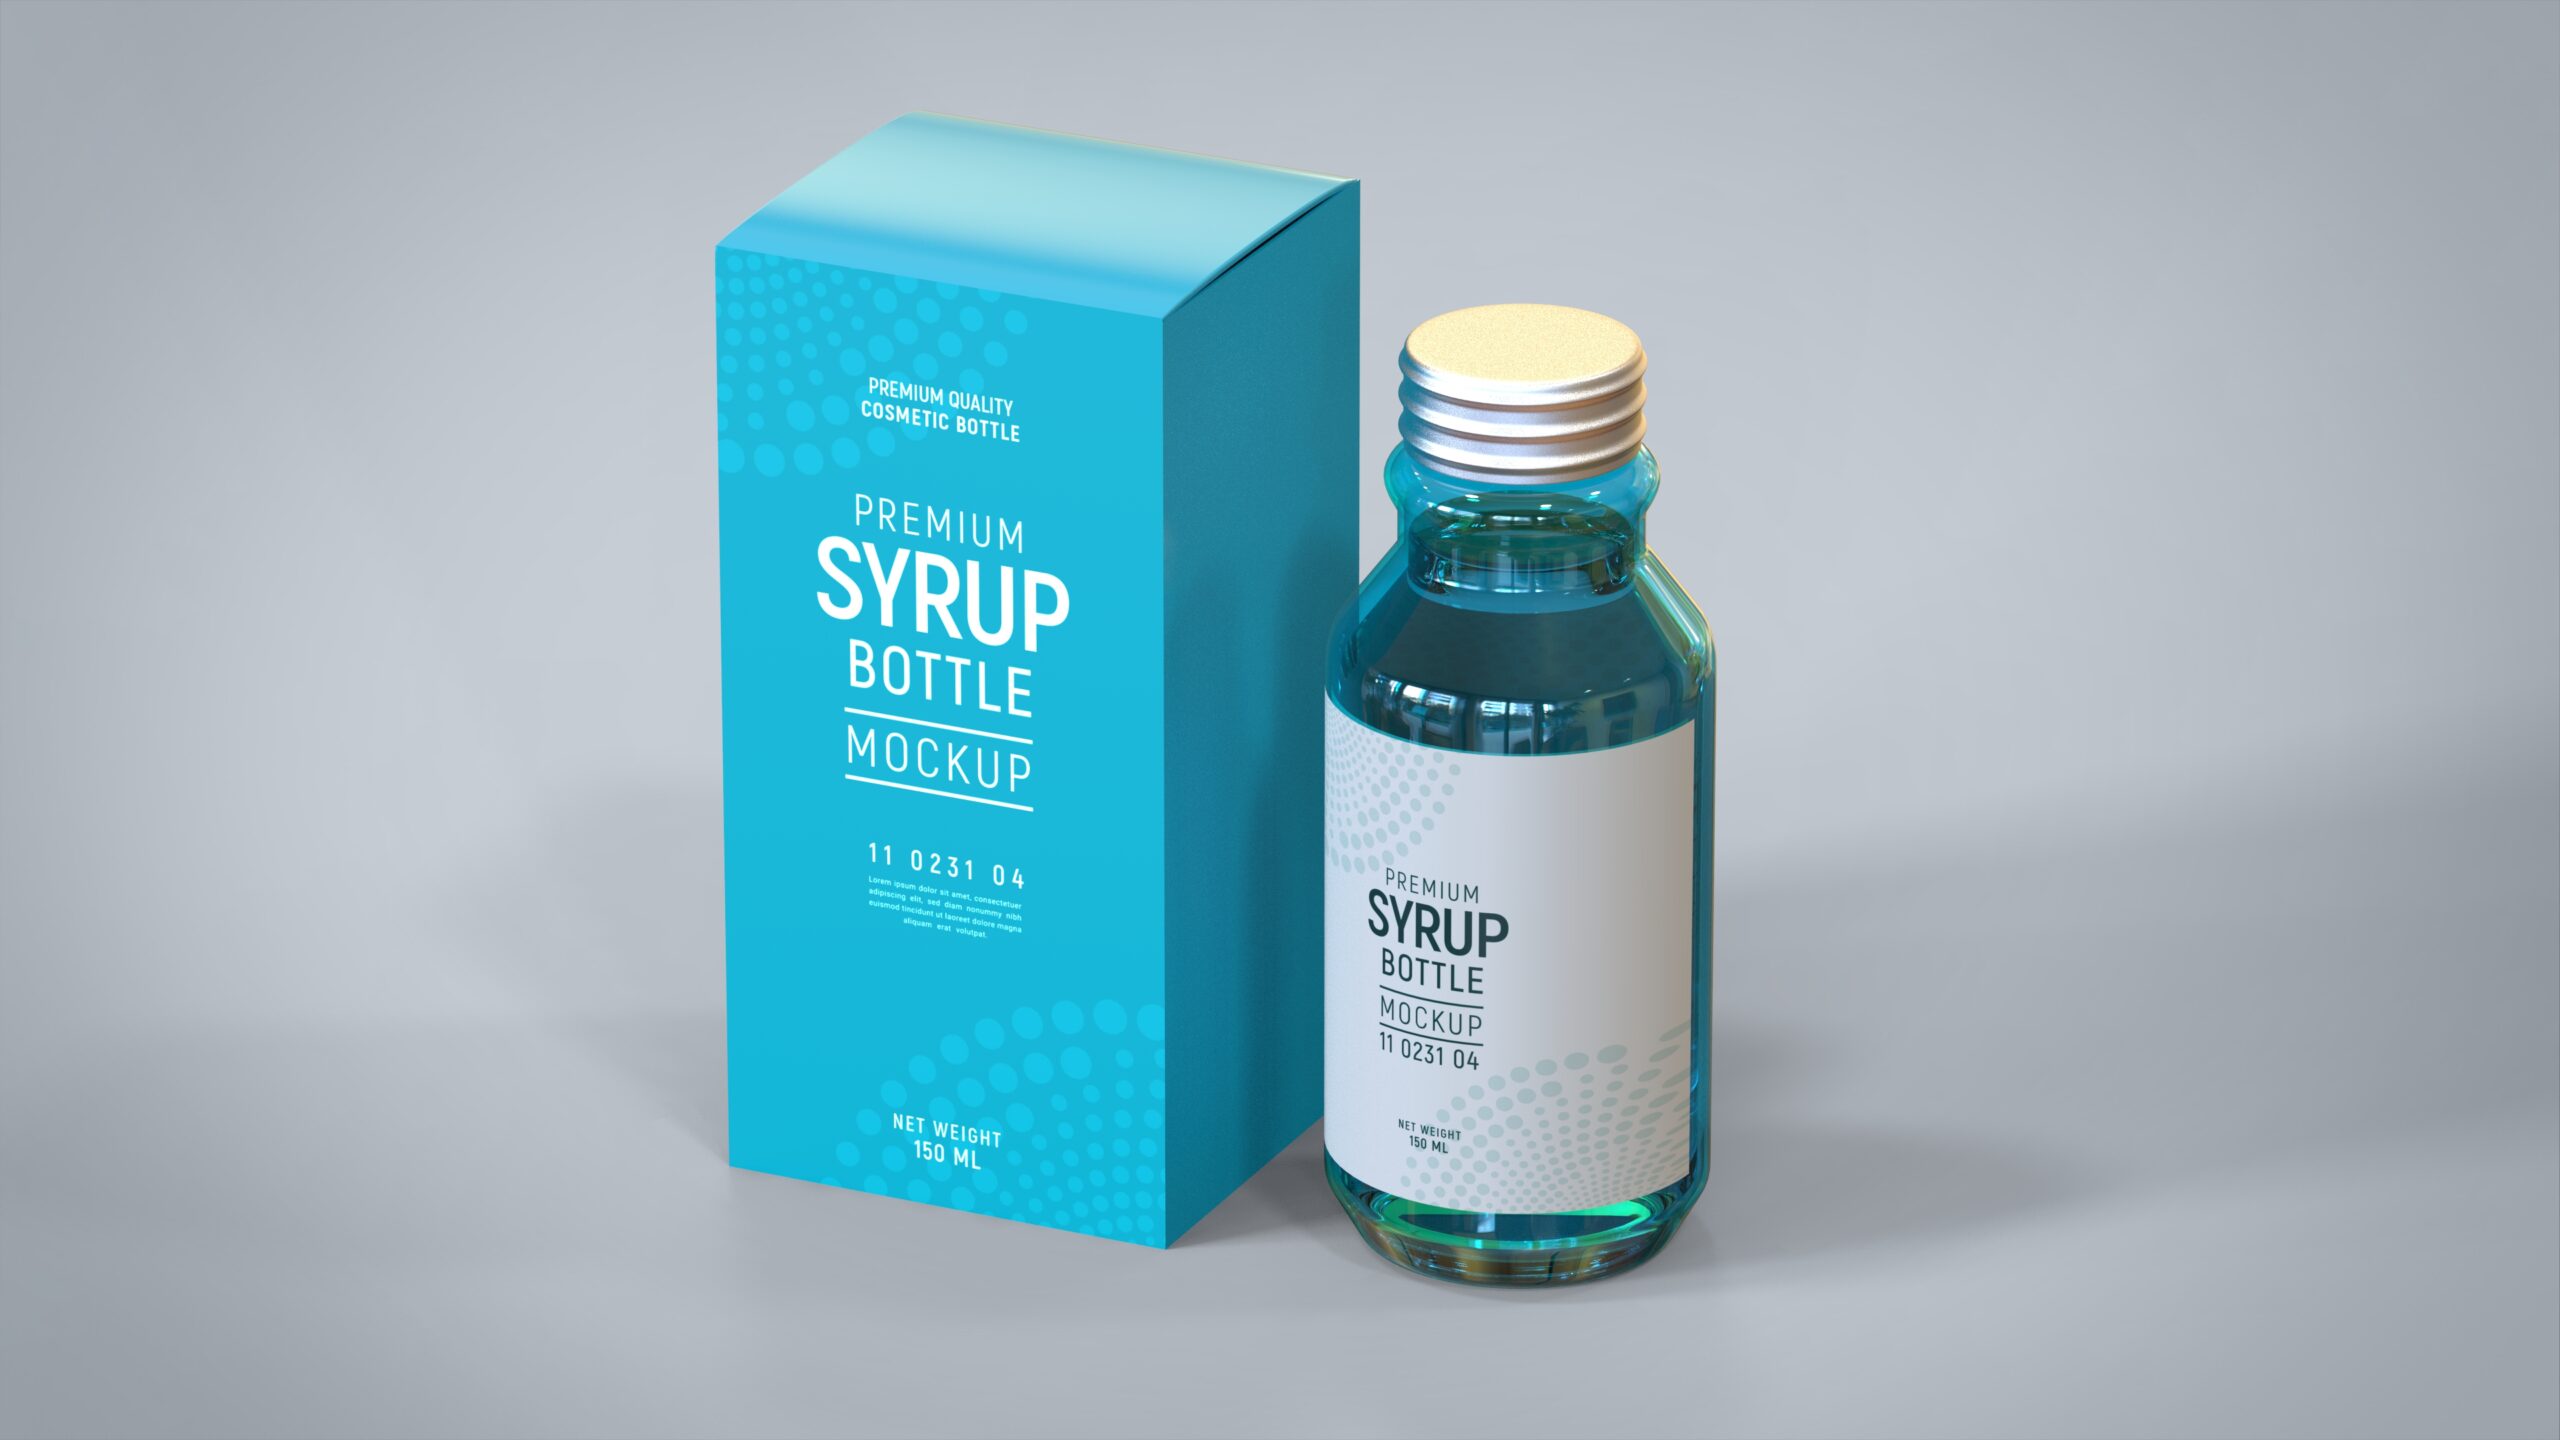 PREMIUM QUALITY
COSMETIC BOTTLE
PREMIUM
SYRUP
BOTTLE
MOCKUP
11 0231 04
Lorem ipsum dolor sit amet, consectetuer
adipiscing elit, sed diam nonummy nibh
euismod tincidunt ut laoreet dolore magna
aliquam erat volutpat.
NET WEIGHT
150 ML
PREMIUM
SYRUP
BOTTLE
MOCKUP
11 0231 04
NET WEIGHT
150 ML